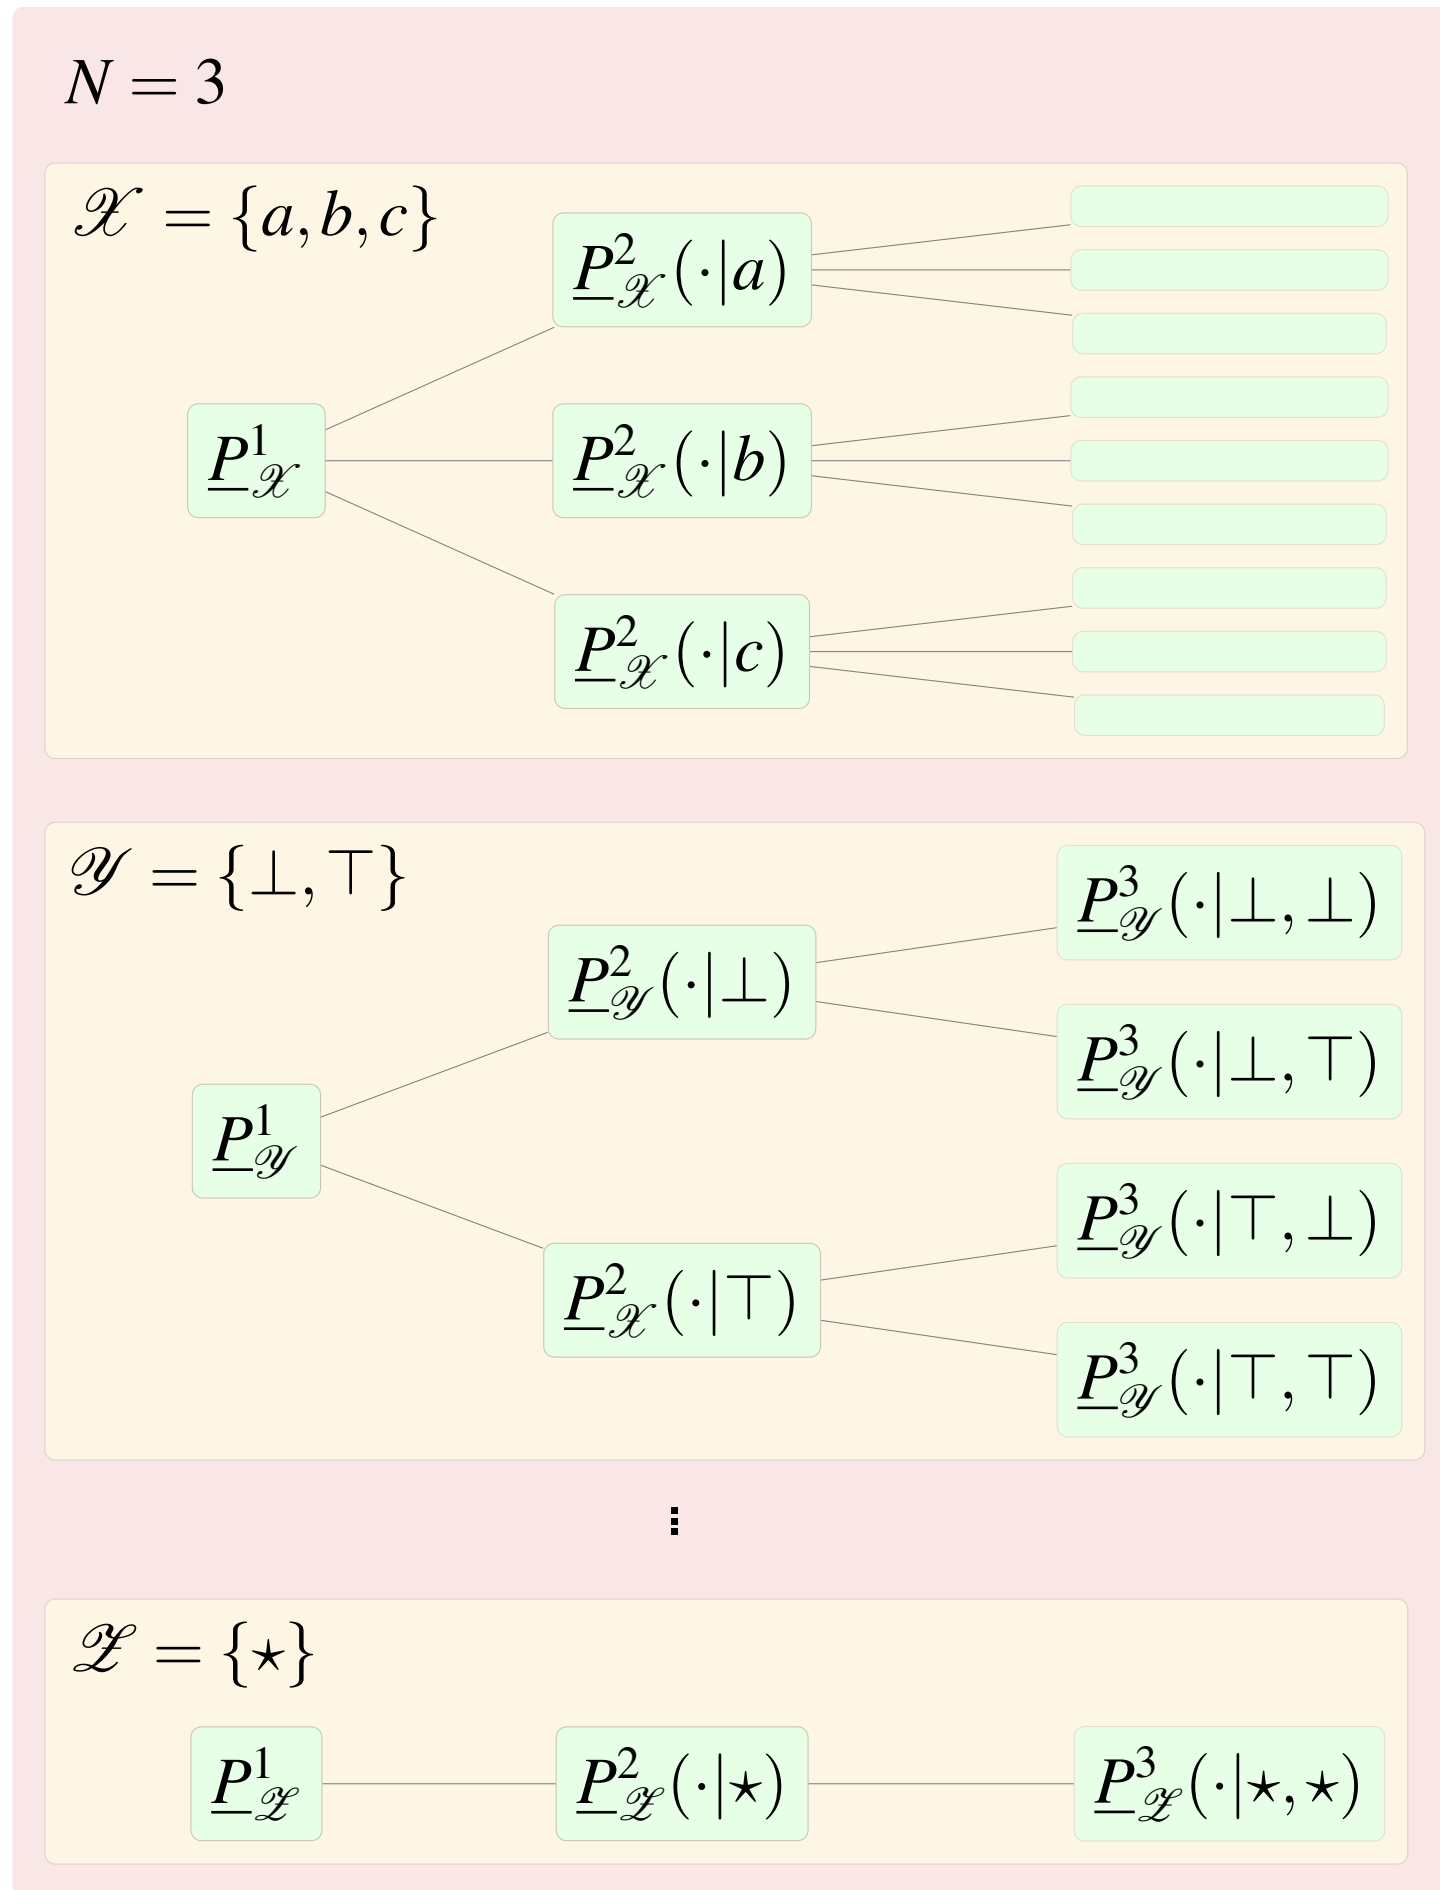 N = 3
𝒳 = {a, b, c}
P̲²_𝒳(·|a)
P̲¹_𝒳
P̲²_𝒳(·|b)
P̲²_𝒳(·|c)
𝒴 = {⊥, ⊤}
P̲³_𝒴(·|⊥, ⊥)
P̲²_𝒴(·|⊥)
P̲³_𝒴(·|⊥, ⊤)
P̲¹_𝒴
P̲³_𝒴(·|⊤, ⊥)
P̲²_𝒳(·|⊤)
P̲³_𝒴(·|⊤, ⊤)
⋮
𝒵 = {⋆}
P̲¹_𝒵
P̲²_𝒵(·|⋆)
P̲³_𝒵(·|⋆, ⋆)